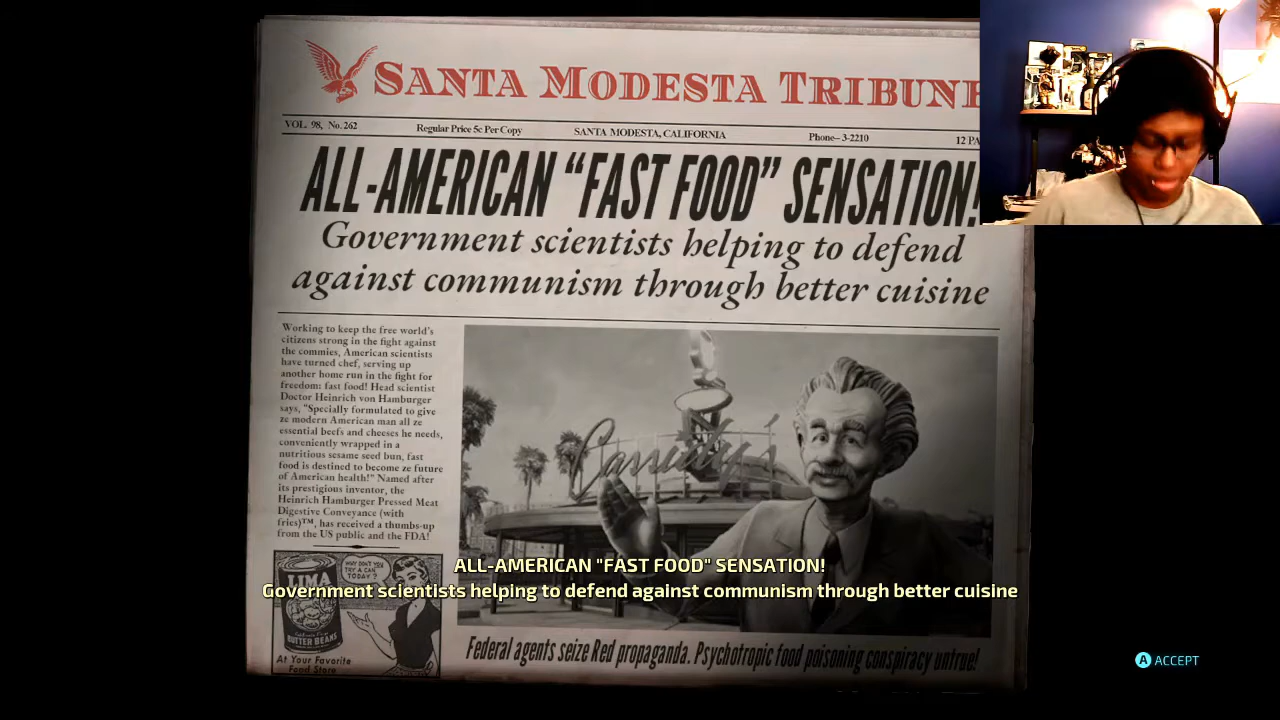 SANTA MODESTA TRIBUNE
VOL. 98, No. 262 Regular Price 5c Per Copy SANTA MODESTA, CALIFORNIA Phone—3-2210 12 PA
ALL-AMERICAN “FAST FOOD” SENSATION!
Government scientists helping to defend
against communism through better cuisine
Working to keep the free world's
citizens strong in the fight against
the commies, American scientists
have turned chef, serving up
another home run in the fight for
freedom: fast food! Head scientist
Doctor Heinrich von Hamburger
says, "Specially formulated to give
ze modern American man all ze
essential beefs and cheeses he needs,
conveniently wrapped in a
nutritious sesame seed bun, fast
food is destined to become ze future
of American health!" Named after
its prestigious inventor, the
Heinrich Hamburger Pressed Meat
Digestive Conveyance (with
fries)™, has received a thumbs-up
from the US public and the FDA!
Cassidy's
LIMA
BUTTER BEANS
WHY DON'T YOU
TRY A CAN
TODAY?
At Your Favorite
Food Store
ALL-AMERICAN "FAST FOOD" SENSATION!
Government scientists helping to defend against communism through better cuisine
Federal agents seize Red propaganda. Psychotropic food poisoning conspiracy untrue!
A ACCEPT